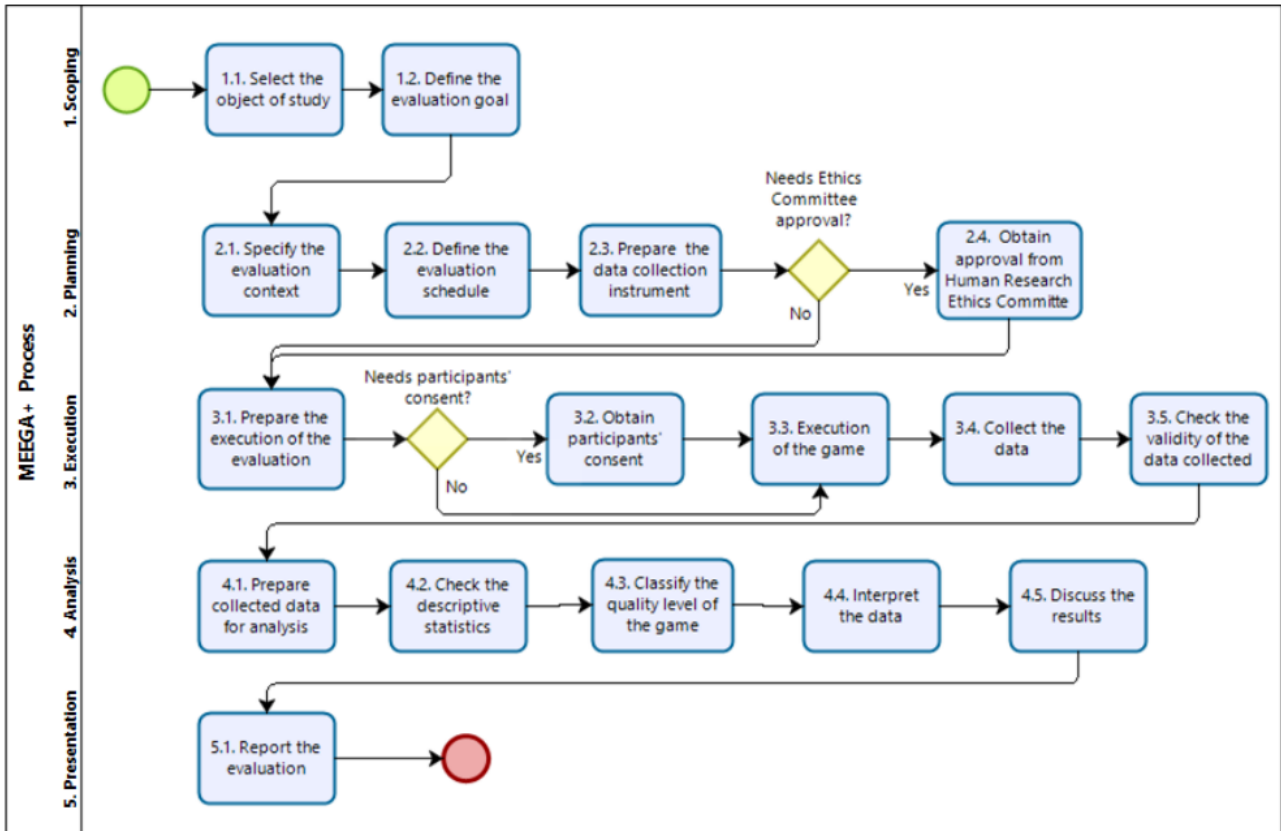 MEEGA+ Process
1. Scoping
1.1. Select the
object of study
1.2. Define the
evaluation goal
2. Planning
2.1. Specify the
evaluation
context
2.2. Define the
evaluation
schedule
2.3. Prepare the
data collection
instrument
Needs Ethics
Committee
approval?
Yes
No
2.4. Obtain
approval from
Human Research
Ethics Committe
3. Execution
3.1. Prepare the
execution of the
evaluation
Needs participants'
consent?
Yes
No
3.2. Obtain
participants'
consent
3.3. Execution
of the game
3.4. Collect the
data
3.5. Check the
validity of the
data collected
4. Analysis
4.1. Prepare
collected data
for analysis
4.2. Check the
descriptive
statistics
4.3. Classify the
quality level of
the game
4.4. Interpret
the data
4.5. Discuss the
results
5. Presentation
5.1. Report the
evaluation